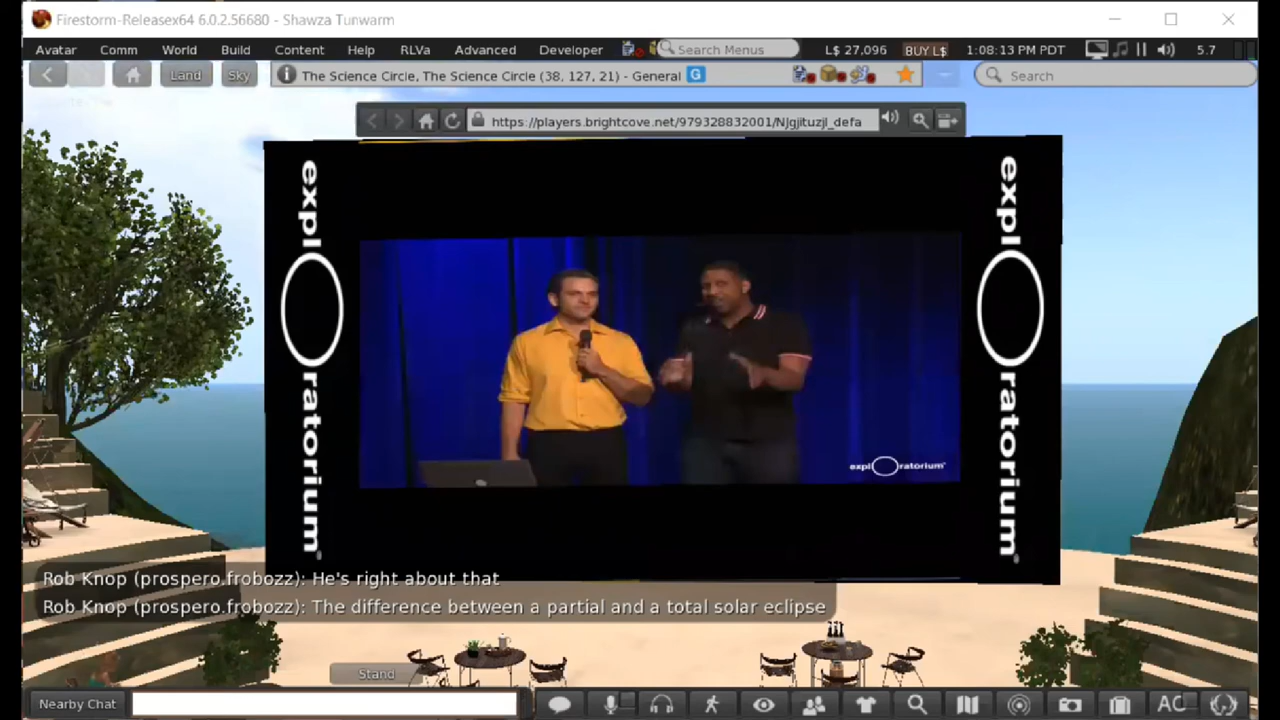 Firestorm-Releasex64 6.0.2.56680 - Shawza Tunwarm
Avatar Comm World Build Content Help RLVa Advanced Developer Search Menus L$ 27,096 BUY L$ 1:08:13 PM PDT 5.7
Land Sky The Science Circle, The Science Circle (38, 127, 21) - General G Search
https://players.brightcove.net/979328832001/NJgjituzjl_defa
explOratorium
explOratorium
explOratorium
Rob Knop (prospero.frobozz): He's right about that
Rob Knop (prospero.frobozz): The difference between a partial and a total solar eclipse
Stand
Nearby Chat AC